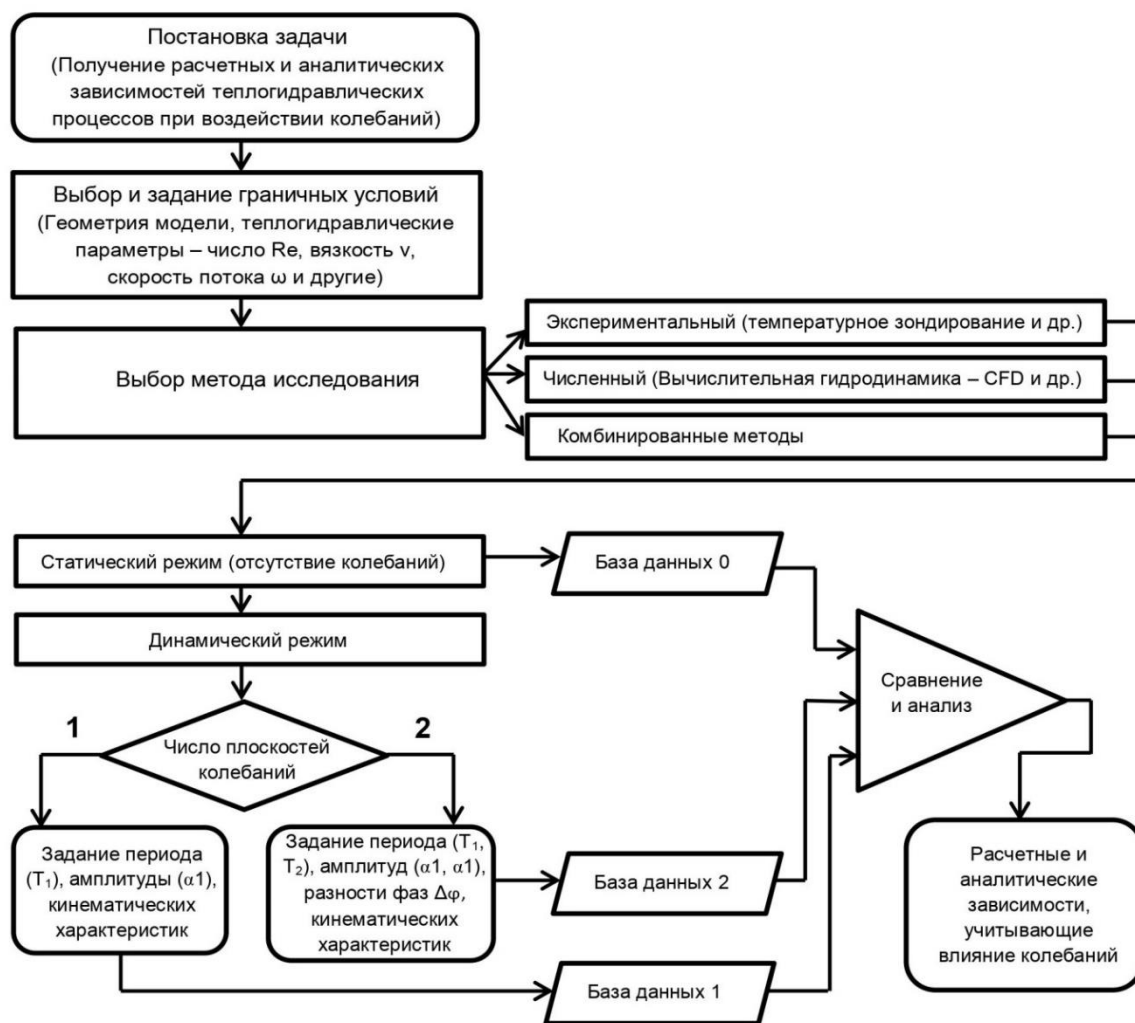 Постановка задачи
(Получение расчетных и аналитических
зависимостей теплогидравлических
процессов при воздействии колебаний)
Выбор и задание граничных условий
(Геометрия модели, теплогидравлические
параметры – число Re, вязкость ν,
скорость потока ω и другие)
Выбор метода исследования
Экспериментальный (температурное зондирование и др.)
Численный (Вычислительная гидродинамика – CFD и др.)
Комбинированные методы
Статический режим (отсутствие колебаний)
База данных 0
Динамический режим
Сравнение
и анализ
1
2
Число плоскостей
колебаний
Задание периода
(T₁), амплитуды (α1),
кинематических
характеристик
Задание периода (T₁,
T₂), амплитуд (α1, α1),
разности фаз Δφ,
кинематических
характеристик
База данных 2
База данных 1
Расчетные и
аналитические
зависимости,
учитывающие
влияние колебаний